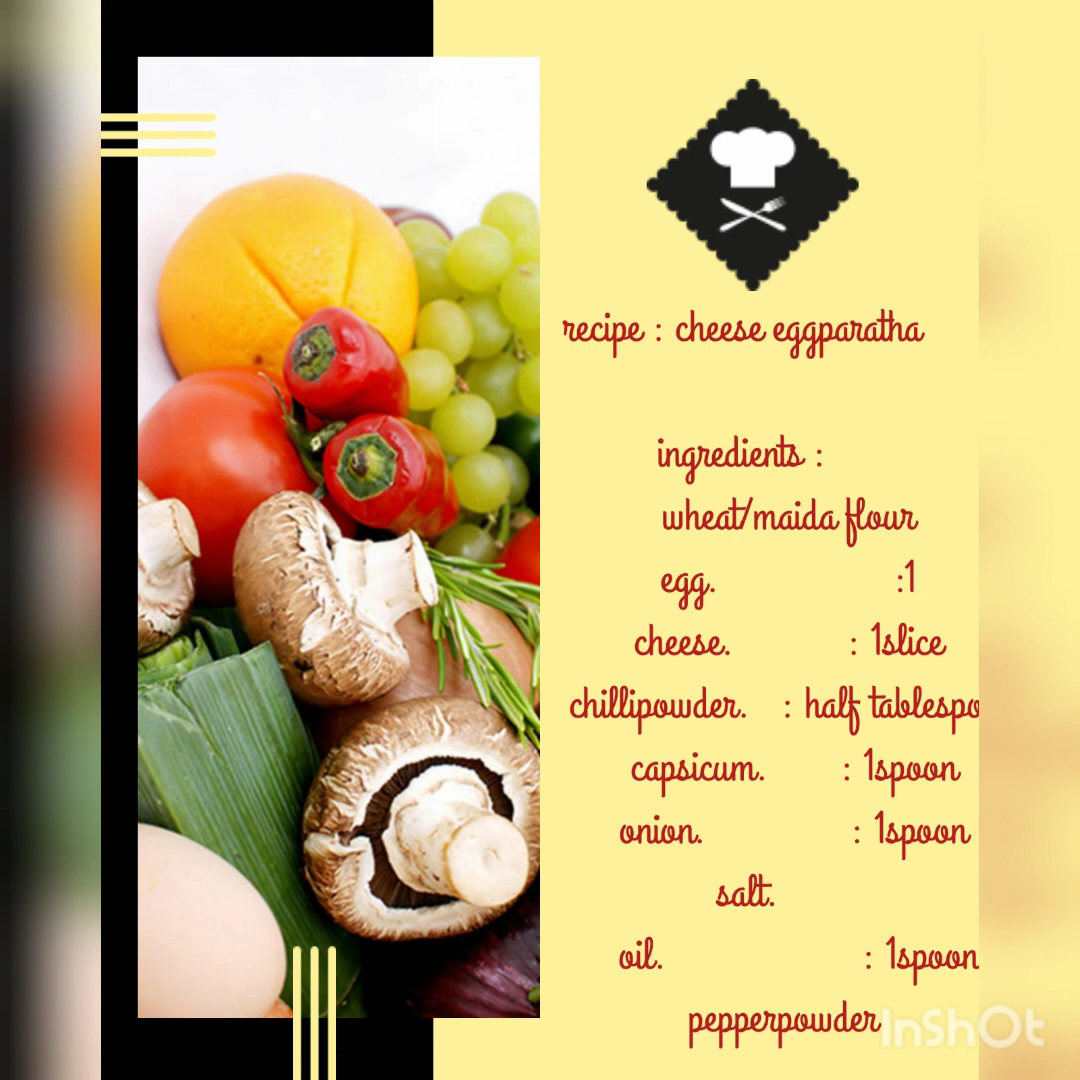 recipe : cheese eggparatha
ingredients :
wheat/maida flour
egg. :1
cheese. : 1slice
chillipowder. : half tablespo
capsicum. : 1spoon
onion. : 1spoon
salt.
oil. : 1spoon
pepperpowder
InShOt